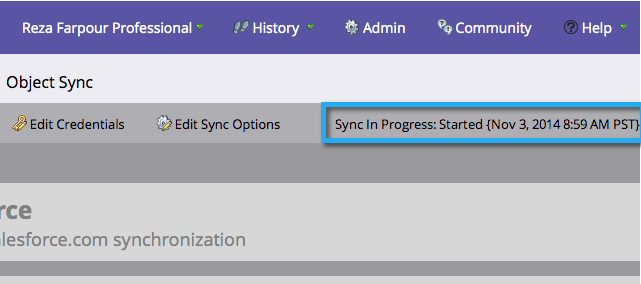 Reza Farpour Professional History Admin Community Help
Object Sync
Edit Credentials Edit Sync Options Sync In Progress: Started {Nov 3, 2014 8:59 AM PST}
rce
alesforce.com synchronization